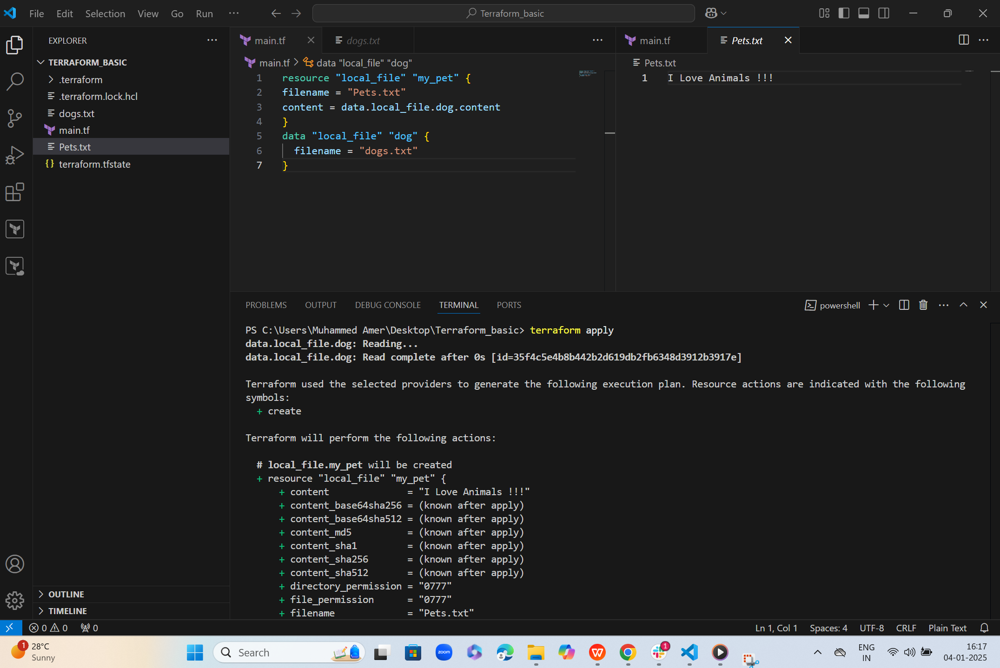 File Edit Selection View Go Run ··· Terraform_basic
EXPLORER ···
TERRAFORM_BASIC
.terraform
.terraform.lock.hcl
dogs.txt
main.tf
Pets.txt
{} terraform.tfstate
OUTLINE
TIMELINE
main.tf dogs.txt ···
main.tf > data "local_file" "dog"
1 resource "local_file" "my_pet" {
2 filename = "Pets.txt"
3 content = data.local_file.dog.content
4 }
5 data "local_file" "dog" {
6 filename = "dogs.txt"
7 }
main.tf Pets.txt ···
Pets.txt
1 I Love Animals !!!
PROBLEMS OUTPUT DEBUG CONSOLE TERMINAL PORTS powershell ···
PS C:\Users\Muhammed Amer\Desktop\Terraform_basic> terraform apply
data.local_file.dog: Reading...
data.local_file.dog: Read complete after 0s [id=35f4c5e4b8b442b2d619db2fb6348d3912b3917e]
Terraform used the selected providers to generate the following execution plan. Resource actions are indicated with the following
symbols:
+ create
Terraform will perform the following actions:
# local_file.my_pet will be created
+ resource "local_file" "my_pet" {
+ content = "I Love Animals !!!"
+ content_base64sha256 = (known after apply)
+ content_base64sha512 = (known after apply)
+ content_md5 = (known after apply)
+ content_sha1 = (known after apply)
+ content_sha256 = (known after apply)
+ content_sha512 = (known after apply)
+ directory_permission = "0777"
+ file_permission = "0777"
+ filename = "Pets.txt"
0 0 0 Ln 1, Col 1 Spaces: 4 UTF-8 CRLF Plain Text
1 28°C
Sunny
Search
zoom
1
ENG
IN
16:17
04-01-2025